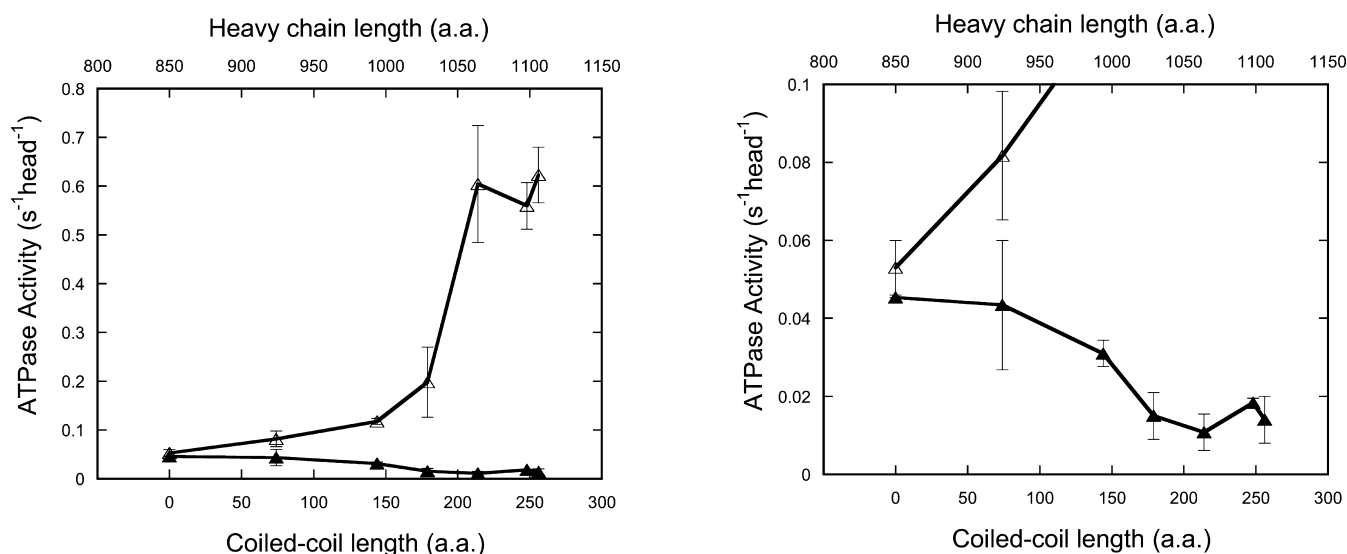 Heavy chain length (a.a.)
800 850 900 950 1000 1050 1100 1150
ATPase Activity (s⁻¹head⁻¹)
0.8
0.7
0.6
0.5
0.4
0.3
0.2
0.1
0
0 50 100 150 200 250 300
Coiled-coil length (a.a.)
Heavy chain length (a.a.)
800 850 900 950 1000 1050 1100 1150
ATPase Activity (s⁻¹head⁻¹)
0.1
0.08
0.06
0.04
0.02
0
0 50 100 150 200 250 300
Coiled-coil length (a.a.)